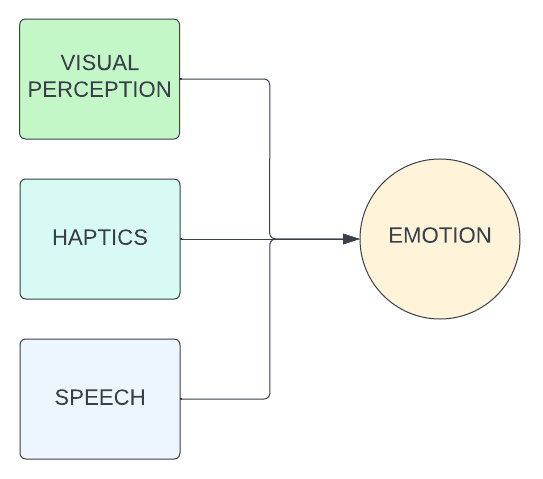 VISUAL
PERCEPTION
HAPTICS
EMOTION
SPEECH